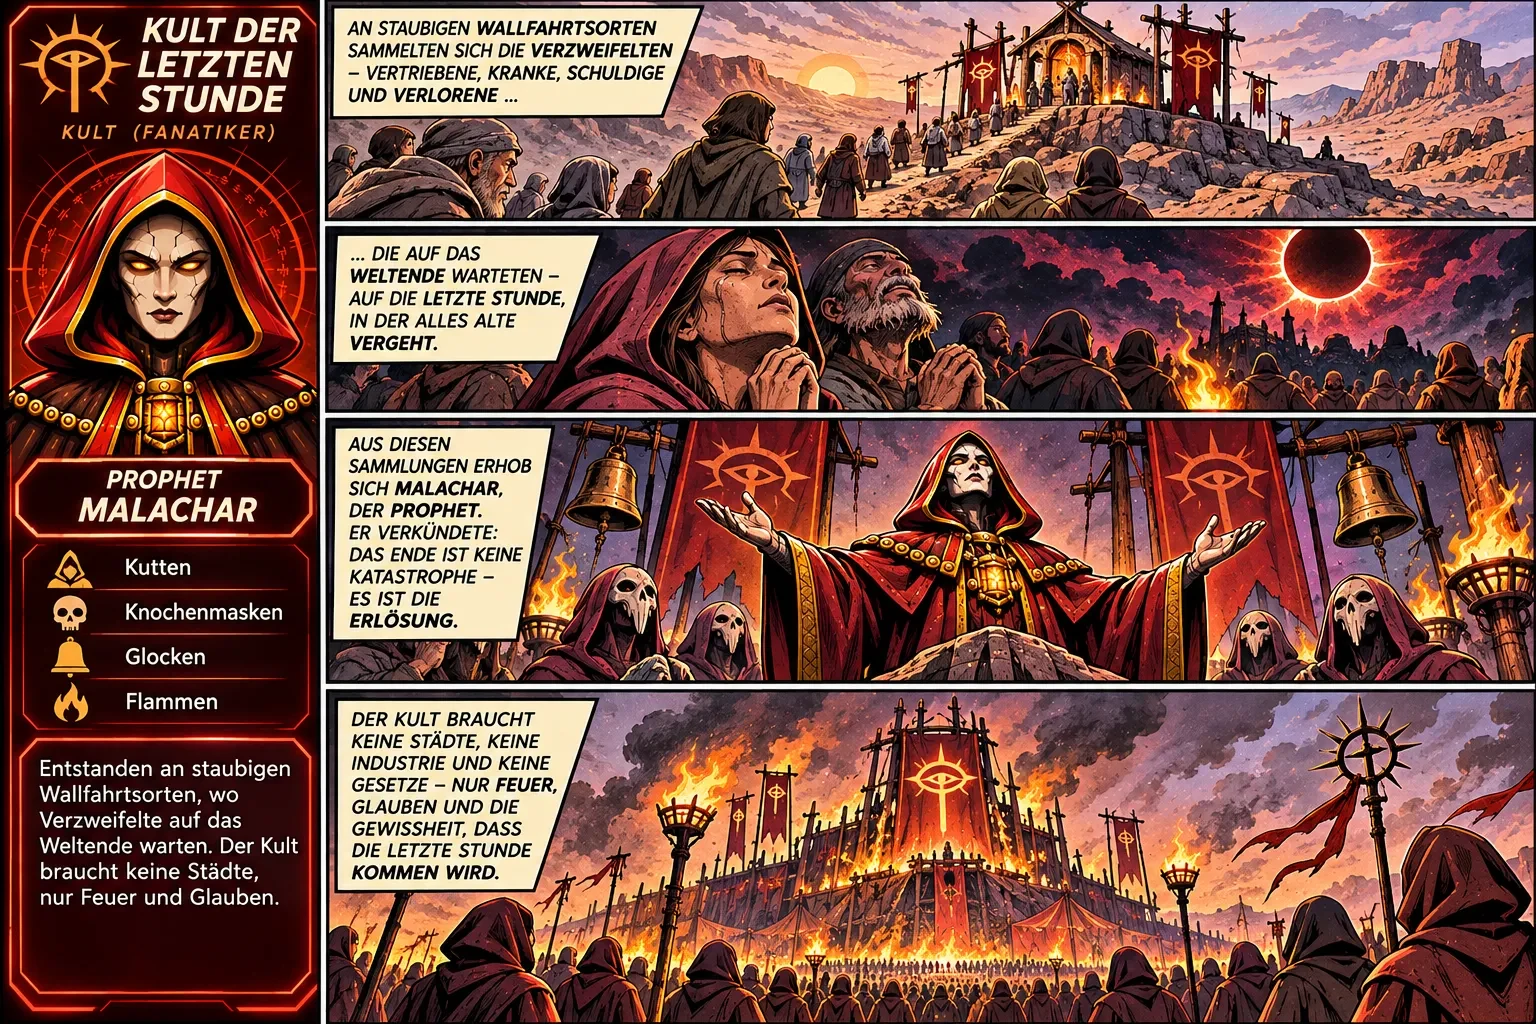 KULT DER
LETZTEN
STUNDE
KULT (FANATIKER)
PROPHET
MALACHAR
Kutten
Knochenmasken
Glocken
Flammen
Entstanden an staubigen
Wallfahrtsorten, wo
Verzweifelte auf das
Weltende warten. Der Kult
braucht keine Städte,
nur Feuer und Glauben.
AN STAUBIGEN WALLFAHRTSORTEN
SAMMELTEN SICH DIE VERZWEIFELTEN
– VERTRIEBENE, KRANKE, SCHULDIGE
UND VERLORENE ...
... DIE AUF DAS
WELTENDE WARTETEN –
AUF DIE LETZTE STUNDE,
IN DER ALLES ALTE
VERGEHT.
AUS DIESEN
SAMMLUNGEN ERHOB
SICH MALACHAR,
DER PROPHET.
ER VERKÜNDETE:
DAS ENDE IST KEINE
KATASTROPHE –
ES IST DIE
ERLÖSUNG.
DER KULT BRAUCHT
KEINE STÄDTE, KEINE
INDUSTRIE UND KEINE
GESETZE – NUR FEUER,
GLAUBEN UND DIE
GEWISSHEIT, DASS
DIE LETZTE STUNDE
KOMMEN WIRD.